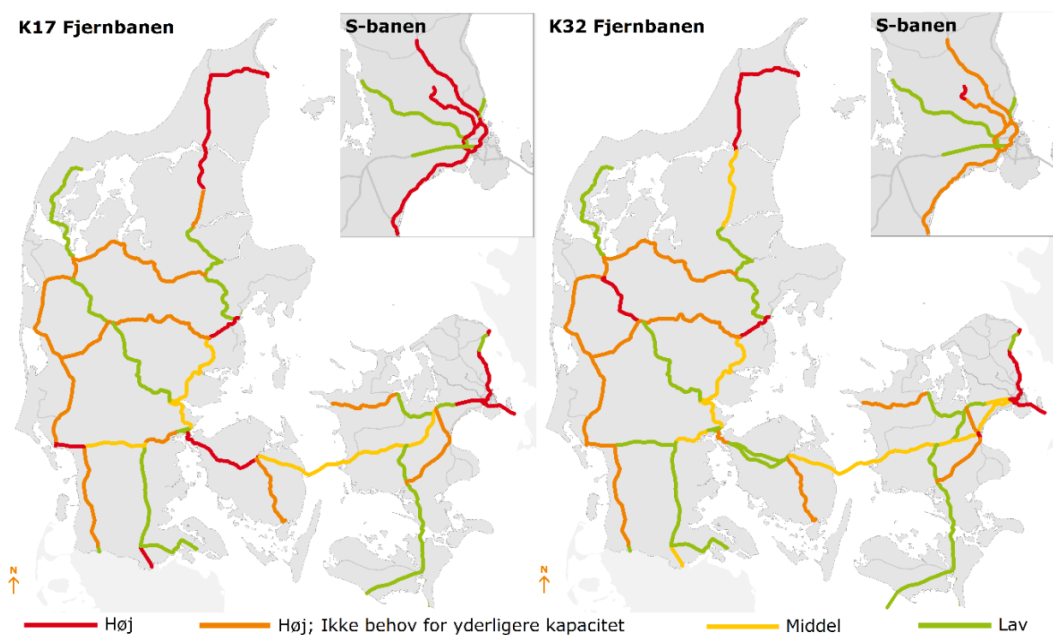 K17 Fjernbanen
S-banen
K32 Fjernbanen
S-banen
N
N
Høj
Høj; Ikke behov for yderligere kapacitet
Middel
Lav